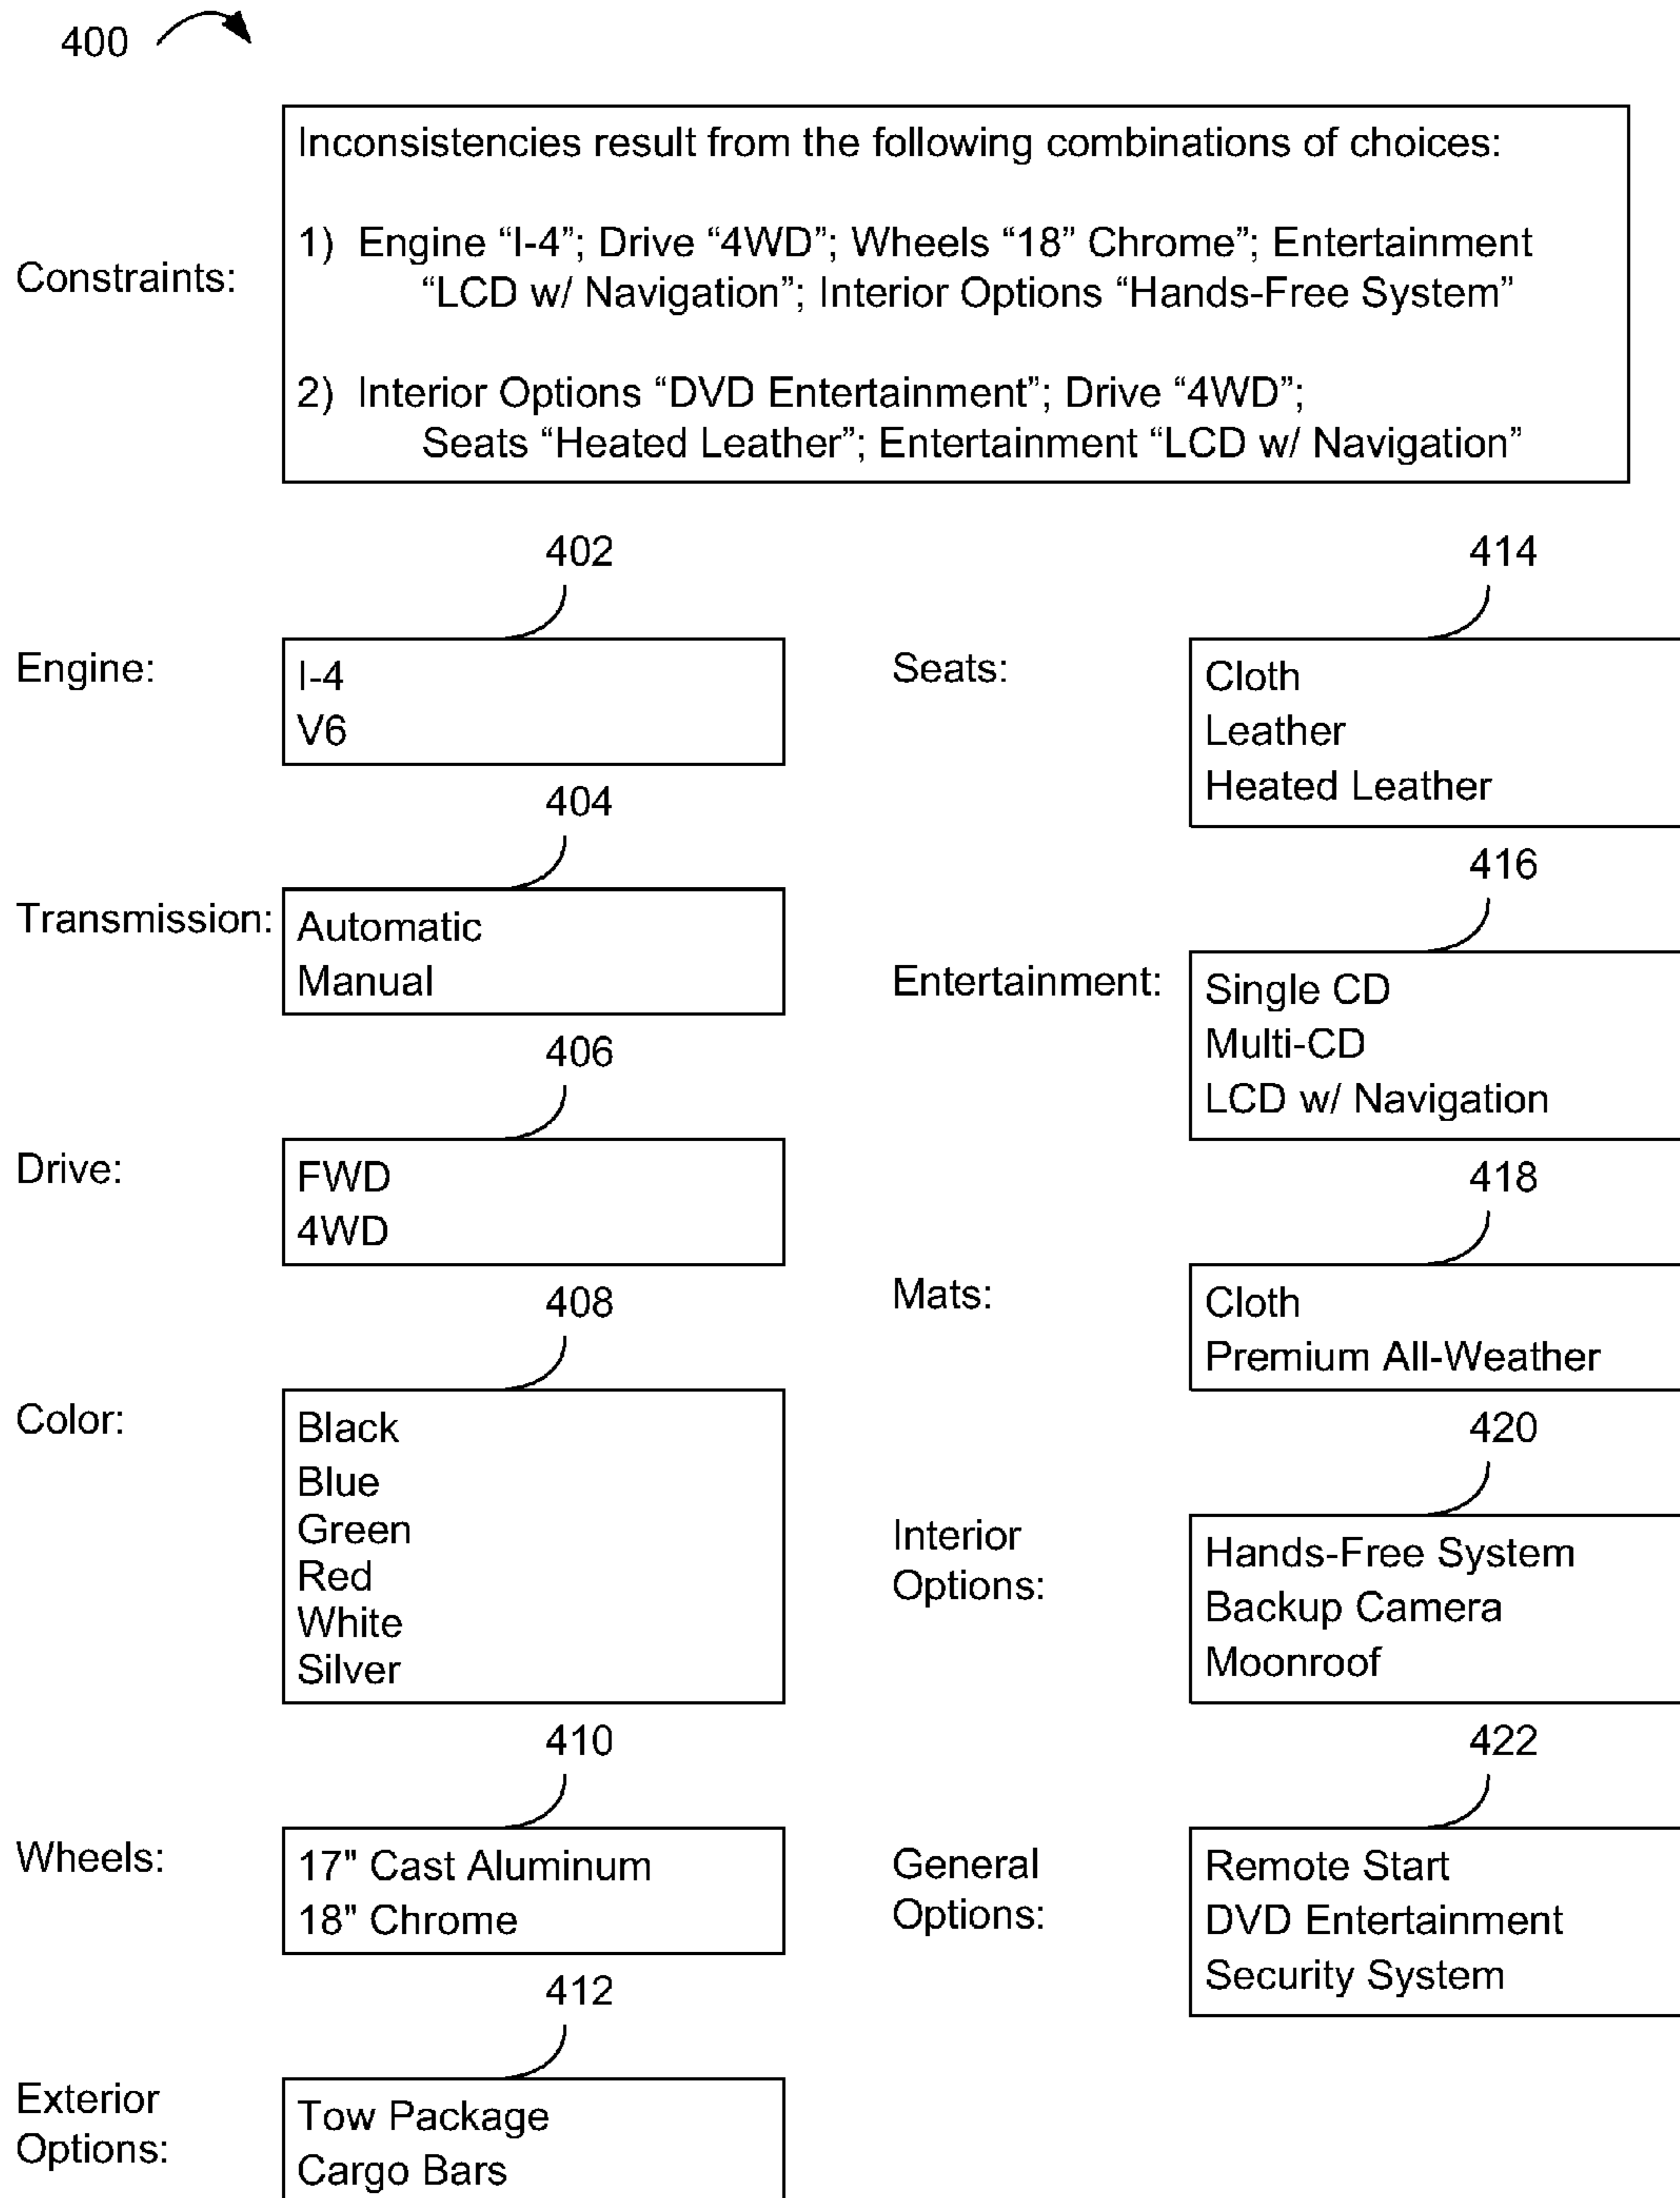 400
Constraints:
Inconsistencies result from the following combinations of choices:
1) Engine “I-4”; Drive “4WD”; Wheels “18” Chrome”; Entertainment
“LCD w/ Navigation”; Interior Options “Hands-Free System”
2) Interior Options “DVD Entertainment”; Drive “4WD”;
Seats “Heated Leather”; Entertainment “LCD w/ Navigation”
402
Engine:
I-4
V6
404
Transmission:
Automatic
Manual
406
Drive:
FWD
4WD
408
Color:
Black
Blue
Green
Red
White
Silver
410
Wheels:
17" Cast Aluminum
18" Chrome
412
Exterior
Options:
Tow Package
Cargo Bars
414
Seats:
Cloth
Leather
Heated Leather
416
Entertainment:
Single CD
Multi-CD
LCD w/ Navigation
418
Mats:
Cloth
Premium All-Weather
420
Interior
Options:
Hands-Free System
Backup Camera
Moonroof
422
General
Options:
Remote Start
DVD Entertainment
Security System